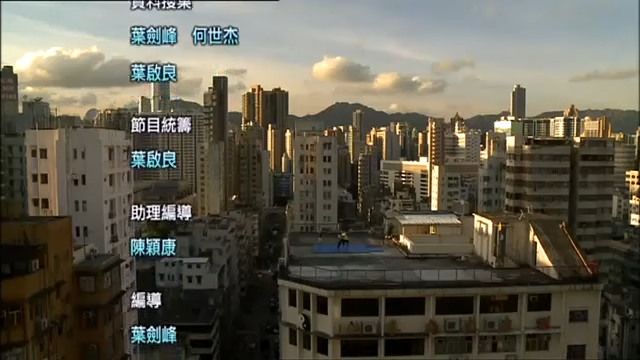 資料搜集
葉劍峰　何世杰
葉啟良
節目統籌
葉啟良
助理編導
陳穎康
編導
葉劍峰